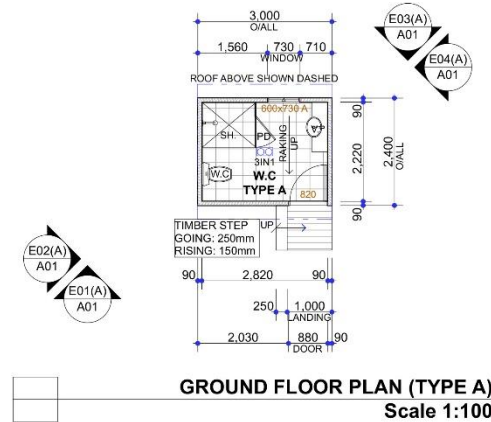 3,000
O/ALL
1,560 730 710
WINDOW
ROOF ABOVE SHOWN DASHED
E03(A)
A01
E04(A)
A01
600x730 A
SH.
PD
RAKING
UP
3IN1
W.C
W.C
TYPE A
820
90
2,220
90
2,400
O/ALL
TIMBER STEP
GOING: 250mm
RISING: 150mm
UP
E02(A)
A01
E01(A)
A01
90 2,820 90
250 1,000
LANDING
2,030 880 90
DOOR
GROUND FLOOR PLAN (TYPE A)
Scale 1:100